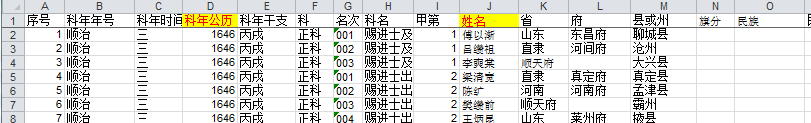 A B C D E F G H I J K L M N O
1 序号 科年年号 科年时间 科年公历 科年干支 科 名次 科名 甲第 姓名 省 府 县或州 旗分 民族
2 1 顺治 三 1646 丙戌 正科 001 赐进士及 1 傅以渐 山东 东昌府 聊城县
3 2 顺治 三 1646 丙戌 正科 002 赐进士及 1 吕缵祖 直隶 河间府 沧州
4 3 顺治 三 1646 丙戌 正科 003 赐进士及 1 李奭棠 顺天府 大兴县
5 4 顺治 三 1646 丙戌 正科 001 赐进士出 2 梁清宽 直隶 真定府 真定县
6 5 顺治 三 1646 丙戌 正科 002 赐进士出 2 陈 河南 河南府 孟津县
7 6 顺治 三 1646 丙戌 正科 003 赐进士出 2 樊缵前 顺天府 霸州
8 7 顺治 三 1646 丙戌 正科 004 赐进士出 2 王炳昆 山东 莱州府 掖县